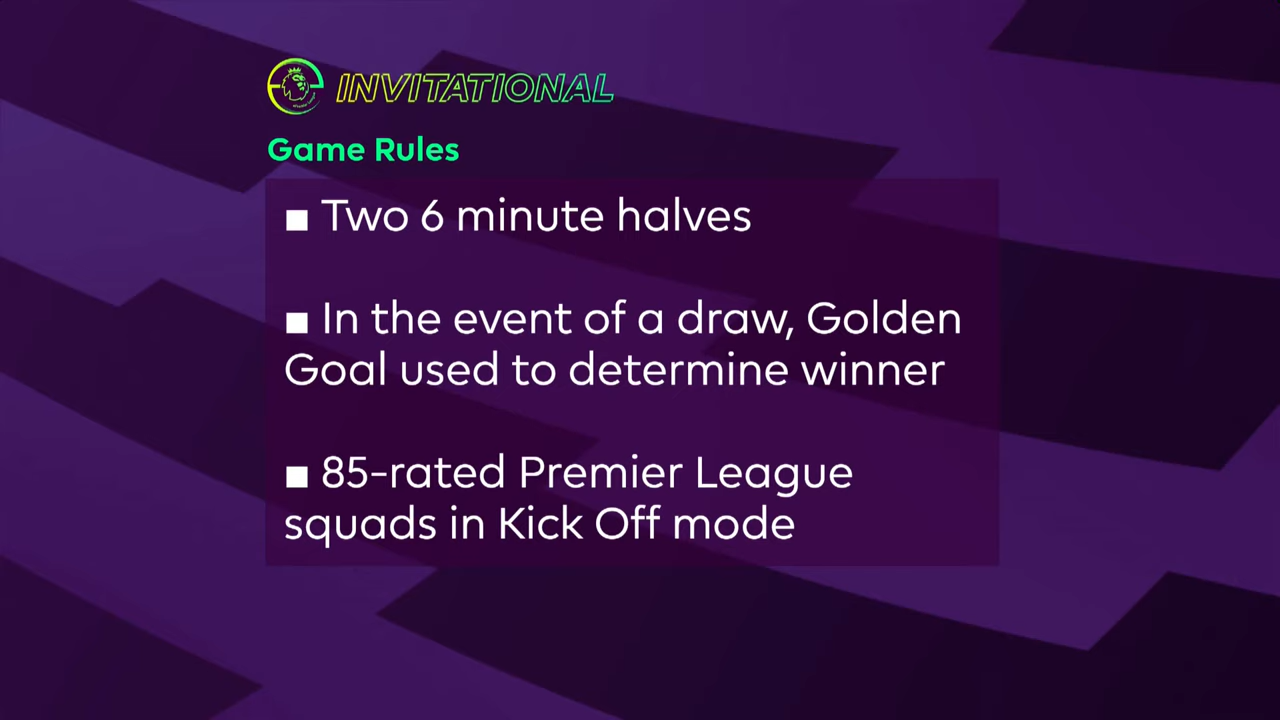 INVITATIONAL
Game Rules
■ Two 6 minute halves
■ In the event of a draw, Golden
Goal used to determine winner
■ 85-rated Premier League
squads in Kick Off mode